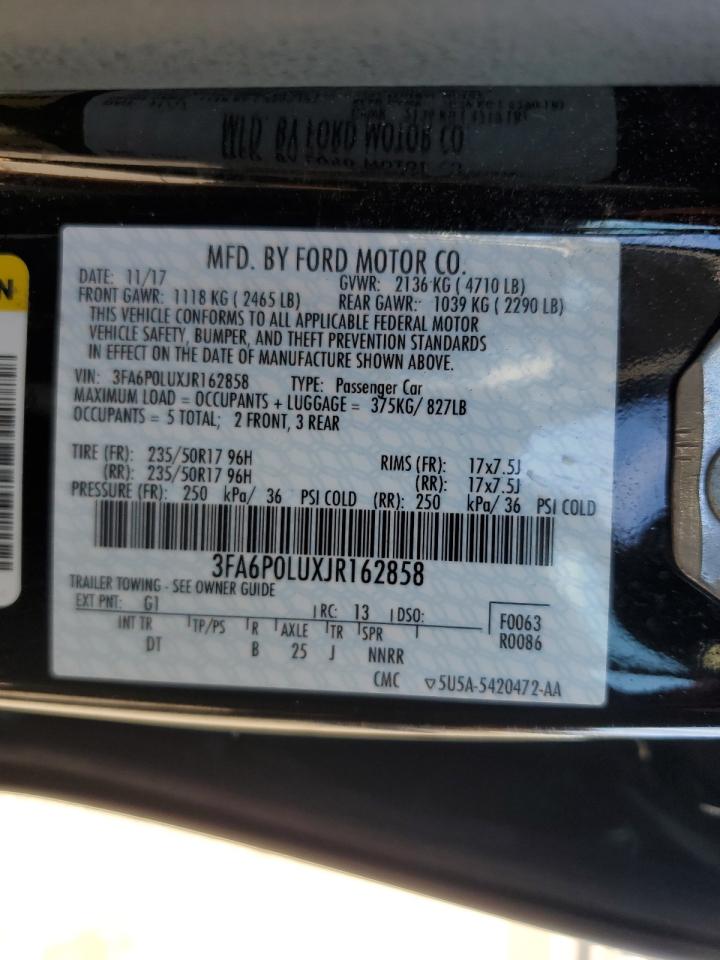 MFD. BY FORD MOTOR CO.
DATE: 11/17 GVWR: 2136 KG ( 4710 LB)
FRONT GAWR: 1118 KG ( 2465 LB) REAR GAWR: 1039 KG ( 2290 LB)
THIS VEHICLE CONFORMS TO ALL APPLICABLE FEDERAL MOTOR
VEHICLE SAFETY, BUMPER, AND THEFT PREVENTION STANDARDS
IN EFFECT ON THE DATE OF MANUFACTURE SHOWN ABOVE.
VIN: 3FA6P0LUXJR162858 TYPE: Passenger Car
MAXIMUM LOAD = OCCUPANTS + LUGGAGE = 375KG/ 827LB
OCCUPANTS = 5 TOTAL; 2 FRONT, 3 REAR
TIRE (FR): 235/50R17 96H RIMS (FR): 17x7.5J
(RR): 235/50R17 96H (RR): 17x7.5J
PRESSURE (FR): 250 kPa/ 36 PSI COLD (RR): 250 kPa/ 36 PSI COLD
3FA6P0LUXJR162858
TRAILER TOWING - SEE OWNER GUIDE
EXT PNT: G1 RC: 13 DSO: F0063
INT TR TP/PS R AXLE TR SPR R0086
DT B 25 J NNRR
CMC ▽5U5A-5420472-AA
N